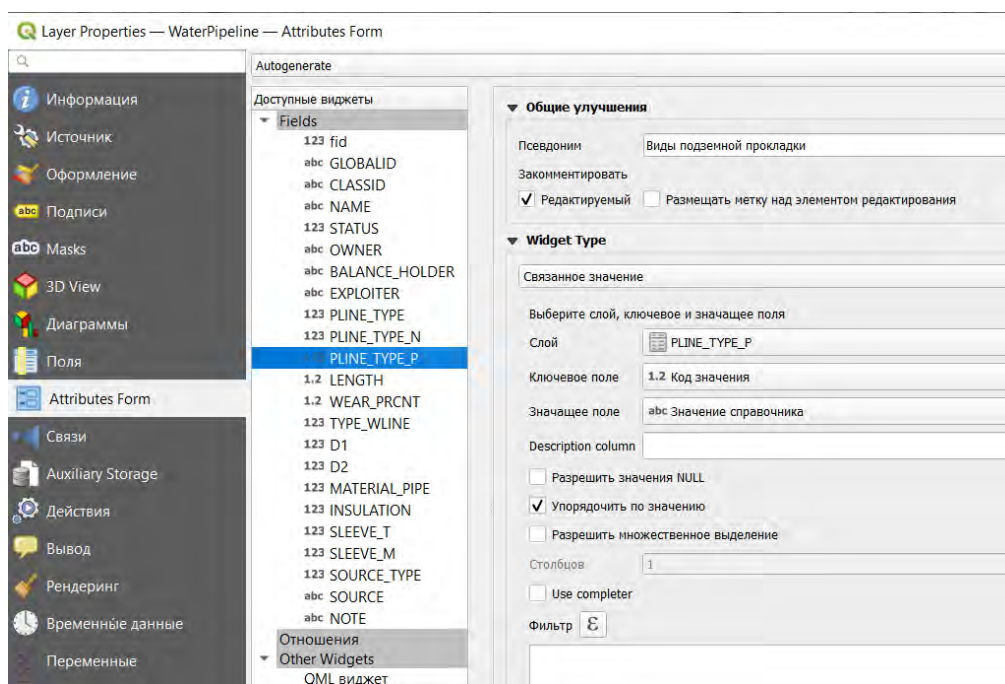 Layer Properties — WaterPipeline — Attributes Form
Autogenerate
Информация
Источник
Оформление
abc Подписи
abc Masks
3D View
Диаграммы
Поля
Attributes Form
Связи
Auxiliary Storage
Действия
Вывод
Рендеринг
Временные данные
Переменные
Доступные виджеты
Fields
123 fid
abc GLOBALID
abc CLASSID
abc NAME
123 STATUS
abc OWNER
abc BALANCE_HOLDER
abc EXPLOITER
123 PLINE_TYPE
123 PLINE_TYPE_N
PLINE_TYPE_P
1.2 LENGTH
1.2 WEAR_PRCNT
123 TYPE_WLINE
123 D1
123 D2
123 MATERIAL_PIPE
123 INSULATION
123 SLEEVE_T
123 SLEEVE_M
123 SOURCE_TYPE
abc SOURCE
abc NOTE
Отношения
Other Widgets
QML виджет
Общие улучшения
Псевдоним Виды подземной прокладки
Закомментировать
Редактируемый Размещать метку над элементом редактирования
Widget Type
Связанное значение
Выберите слой, ключевое и значащее поля
Слой PLINE_TYPE_P
Ключевое поле 1.2 Код значения
Значащее поле abc Значение справочника
Description column
Разрешить значения NULL
Упорядочить по значению
Разрешить множественное выделение
Столбцов 1
Use completer
Фильтр ε